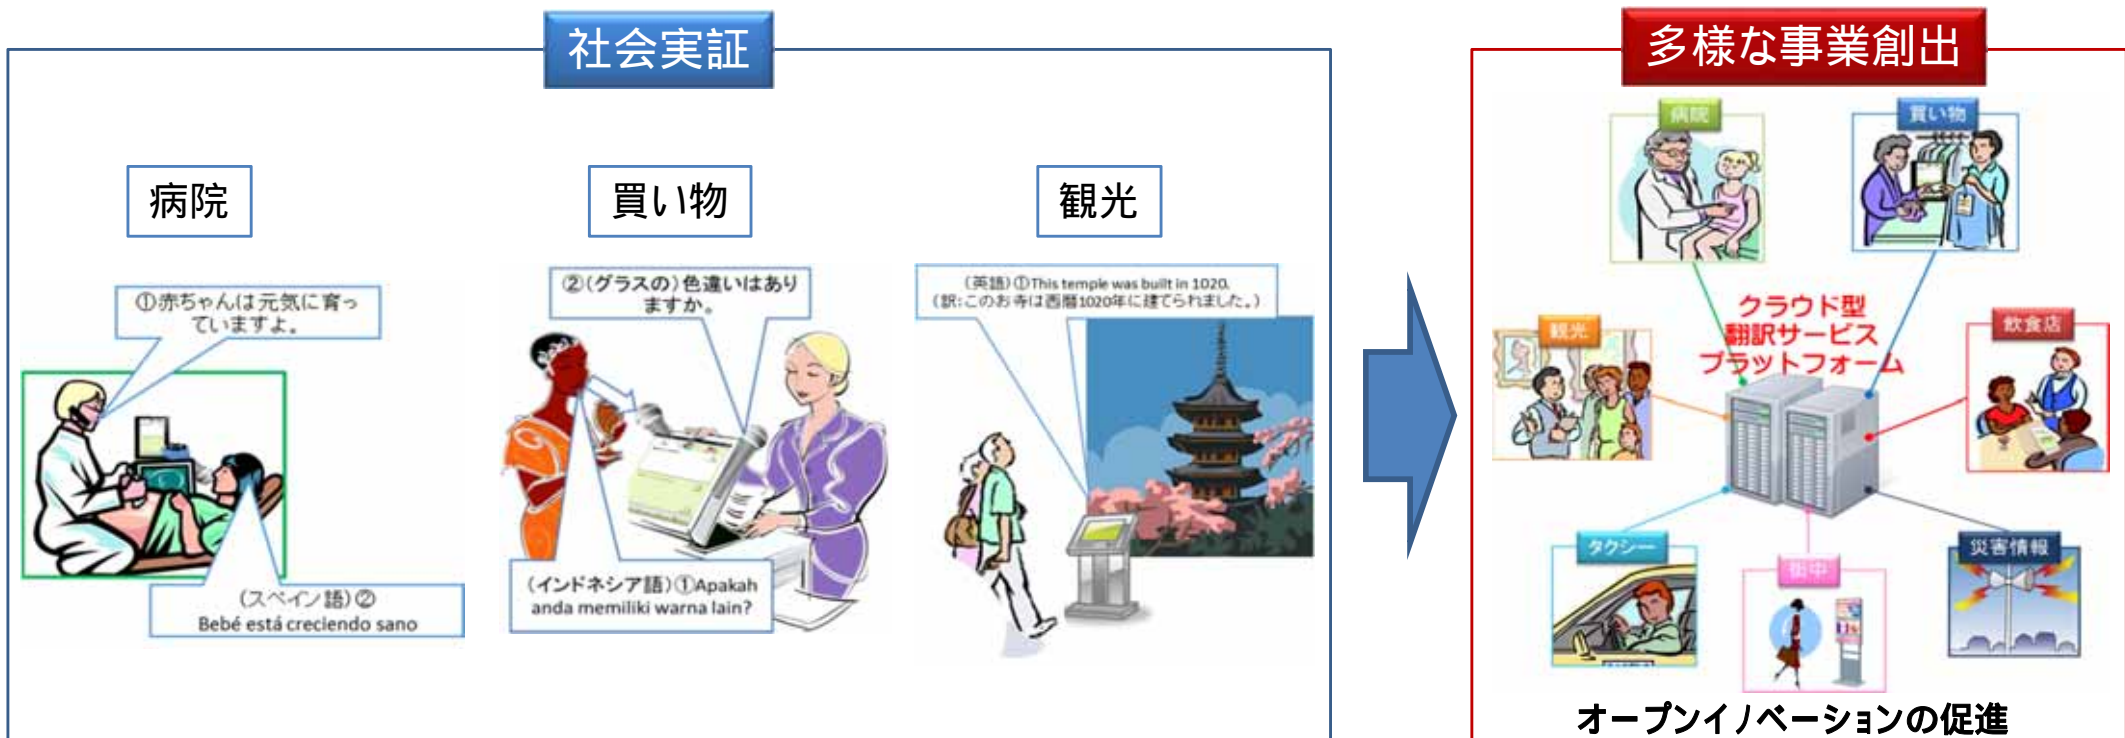 社会実証
病院
①赤ちゃんは元気に育っ
ていますよ。
(スペイン語)②
Bebé está creciendo sano
買い物
②(グラスの)色違いはあり
ますか。
(インドネシア語)①Apakah
anda memiliki warna lain?
観光
(英語)①This temple was built in 1020.
(訳:このお寺は西暦1020年に建てられました。)
多様な事業創出
病院
買い物
観光
クラウド型
翻訳サービス
プラットフォーム
飲食店
タクシー
街中
災害情報
オープンイノベーションの促進